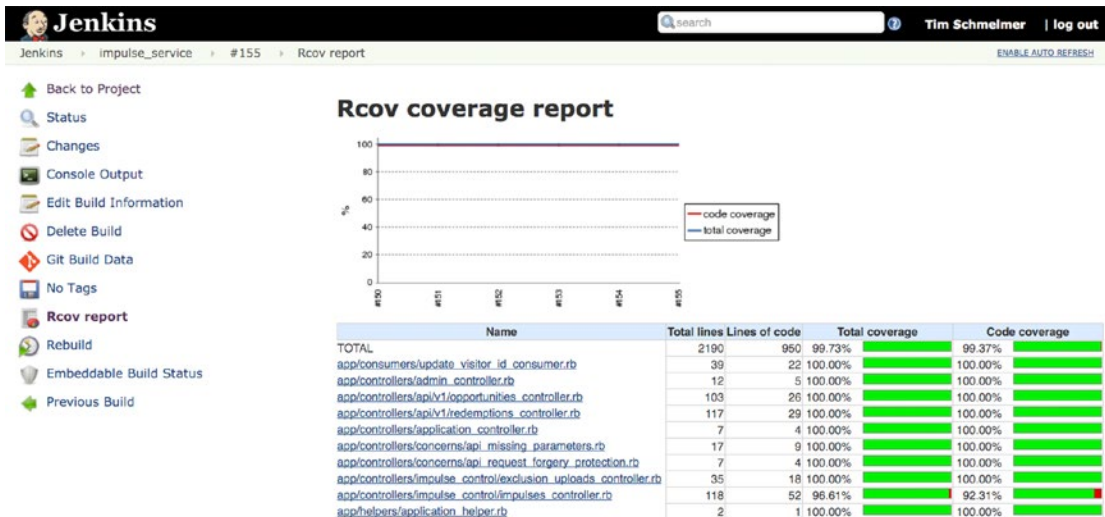 Jenkins
search
Tim Schmelmer | log out
Jenkins impulse_service #155 Rcov report
ENABLE AUTO REFRESH
Back to Project
Status
Changes
Console Output
Edit Build Information
Delete Build
Git Build Data
No Tags
Rcov report
Rebuild
Embeddable Build Status
Previous Build
Rcov coverage report
100
80
60
40
20
0
%
#150 #151 #152 #153 #154 #155
code coverage
total coverage
Name Total lines Lines of code Total coverage Code coverage
TOTAL 2190 950 99.73% 99.37%
app/consumers/update_visitor_id_consumer.rb 39 22 100.00% 100.00%
app/controllers/admin_controller.rb 12 5 100.00% 100.00%
app/controllers/api/v1/opportunities_controller.rb 103 26 100.00% 100.00%
app/controllers/api/v1/redemptions_controller.rb 117 29 100.00% 100.00%
app/controllers/application_controller.rb 7 4 100.00% 100.00%
app/controllers/concerns/api_missing_parameters.rb 17 9 100.00% 100.00%
app/controllers/concerns/api_request_forgery_protection.rb 7 4 100.00% 100.00%
app/controllers/impulse_control/exclusion_uploads_controller.rb 35 18 100.00% 100.00%
app/controllers/impulse_control/impulses_controller.rb 118 52 96.61% 92.31%
app/helpers/application_helper.rb 2 1 100.00% 100.00%